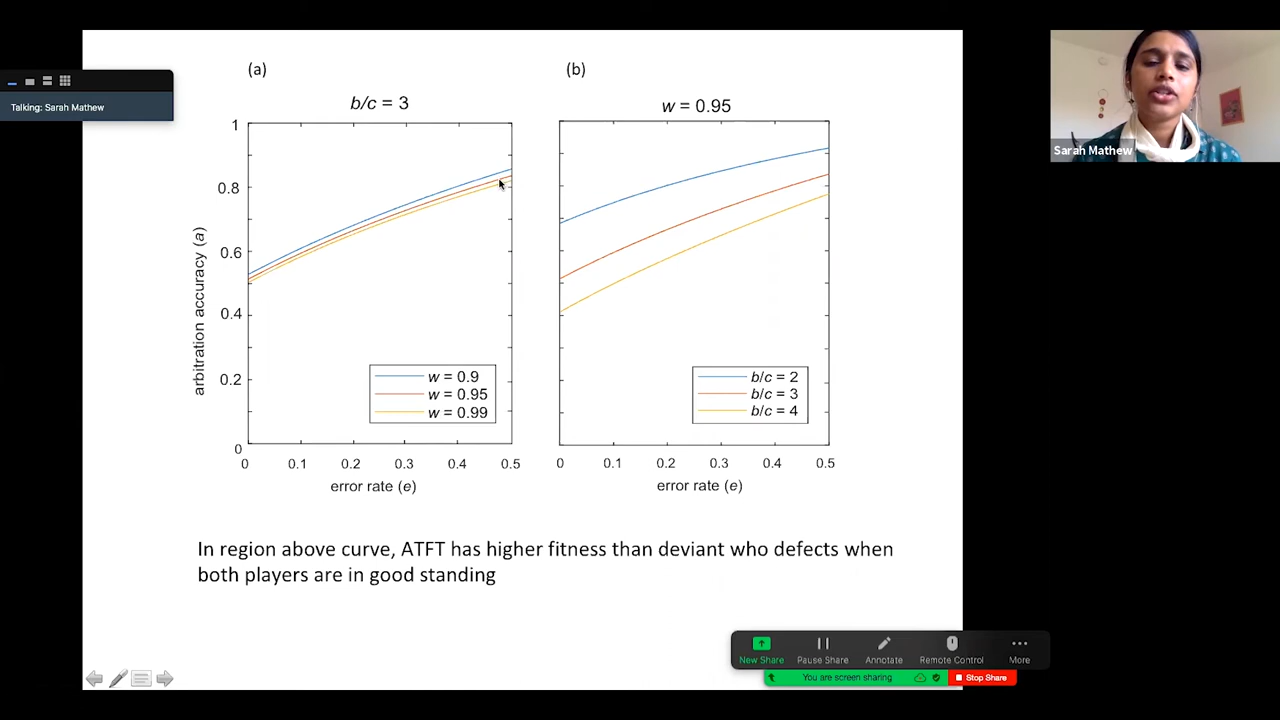 (a)
(b)
Talking: Sarah Mathew
b/c = 3
w = 0.95
Sarah Mathew
1
0.8
0.6
0.4
0.2
0
arbitration accuracy (a)
w = 0.9
w = 0.95
w = 0.99
b/c = 2
b/c = 3
b/c = 4
0 0.1 0.2 0.3 0.4 0.5
0 0.1 0.2 0.3 0.4 0.5
error rate (e)
error rate (e)
In region above curve, ATFT has higher fitness than deviant who defects when
both players are in good standing
New Share Pause Share Annotate Remote Control More
You are screen sharing Stop Share